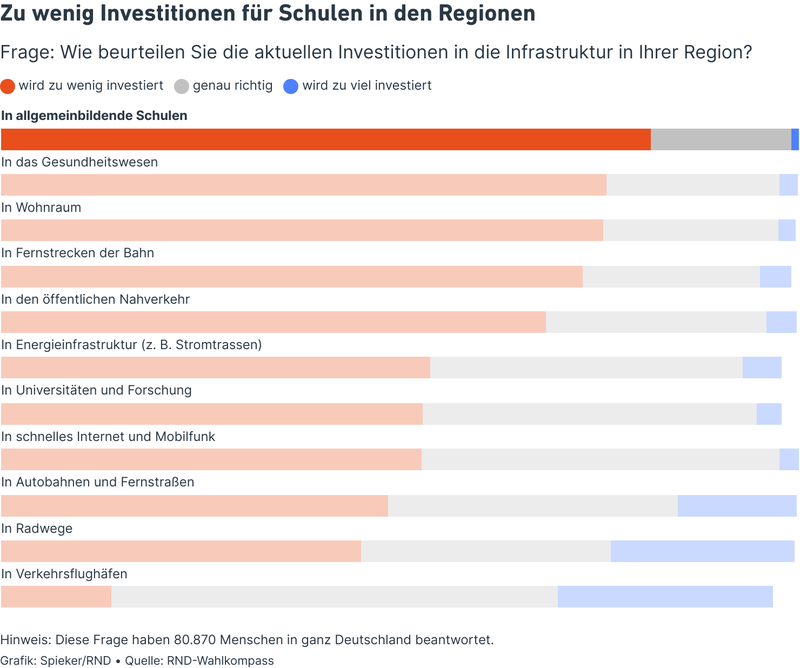 Zu wenig Investitionen für Schulen in den Regionen
Frage: Wie beurteilen Sie die aktuellen Investitionen in die Infrastruktur in Ihrer Region?
wird zu wenig investiert genau richtig wird zu viel investiert
In allgemeinbildende Schulen
In das Gesundheitswesen
In Wohnraum
In Fernstrecken der Bahn
In den öffentlichen Nahverkehr
In Energieinfrastruktur (z. B. Stromtrassen)
In Universitäten und Forschung
In schnelles Internet und Mobilfunk
In Autobahnen und Fernstraßen
In Radwege
In Verkehrsflughäfen
Hinweis: Diese Frage haben 80.870 Menschen in ganz Deutschland beantwortet.
Grafik: Spieker/RND • Quelle: RND-Wahlkompass